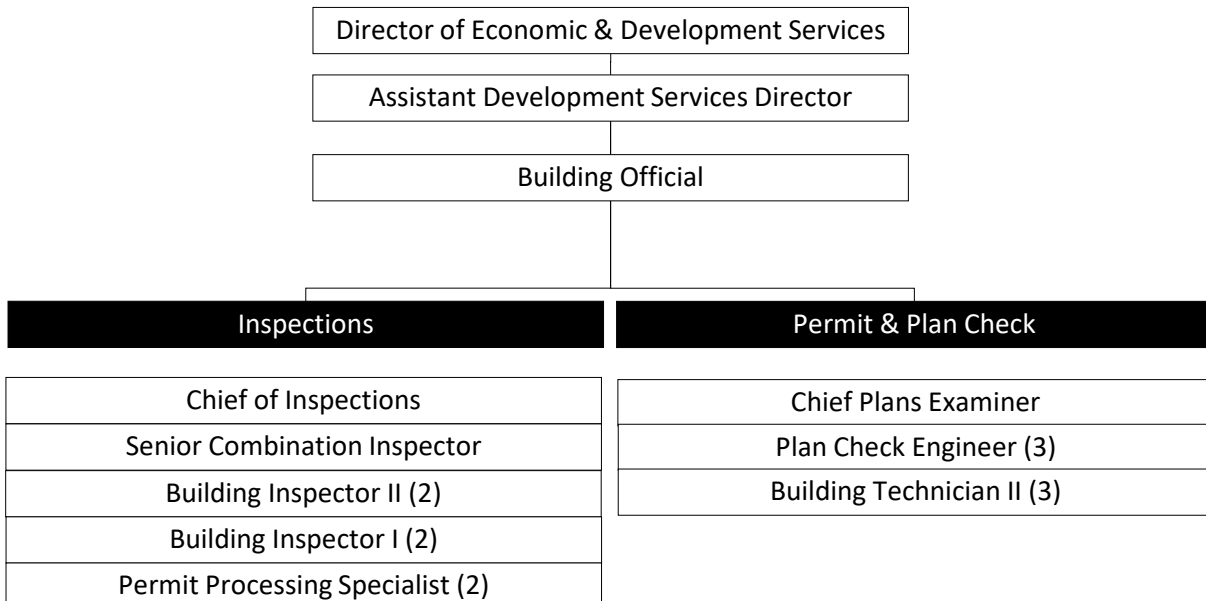 Director of Economic & Development Services
Assistant Development Services Director
Building Official
Inspections
Permit & Plan Check
Chief of Inspections
Senior Combination Inspector
Building Inspector II (2)
Building Inspector I (2)
Permit Processing Specialist (2)
Chief Plans Examiner
Plan Check Engineer (3)
Building Technician II (3)